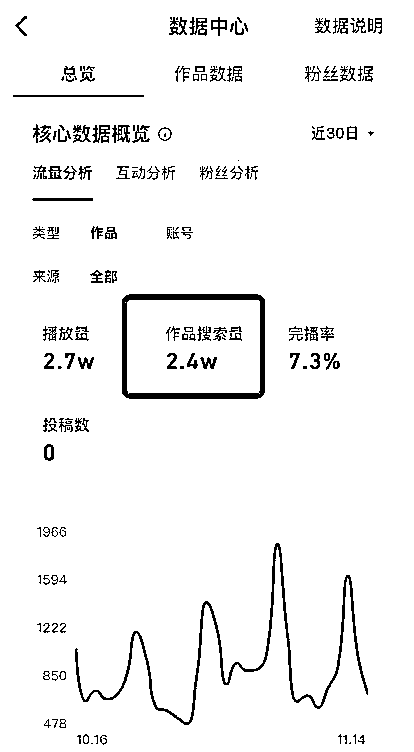 数据中心 数据说明
总览 作品数据 粉丝数据
核心数据概览 近30日
流量分析 互动分析 粉丝分析
类型 作品 账号
来源 全部
播放量 作品搜索量 完播率
2.7w 2.4w 7.3%
投稿数
0
1966
1594
1222
850
478
10.16 11.14